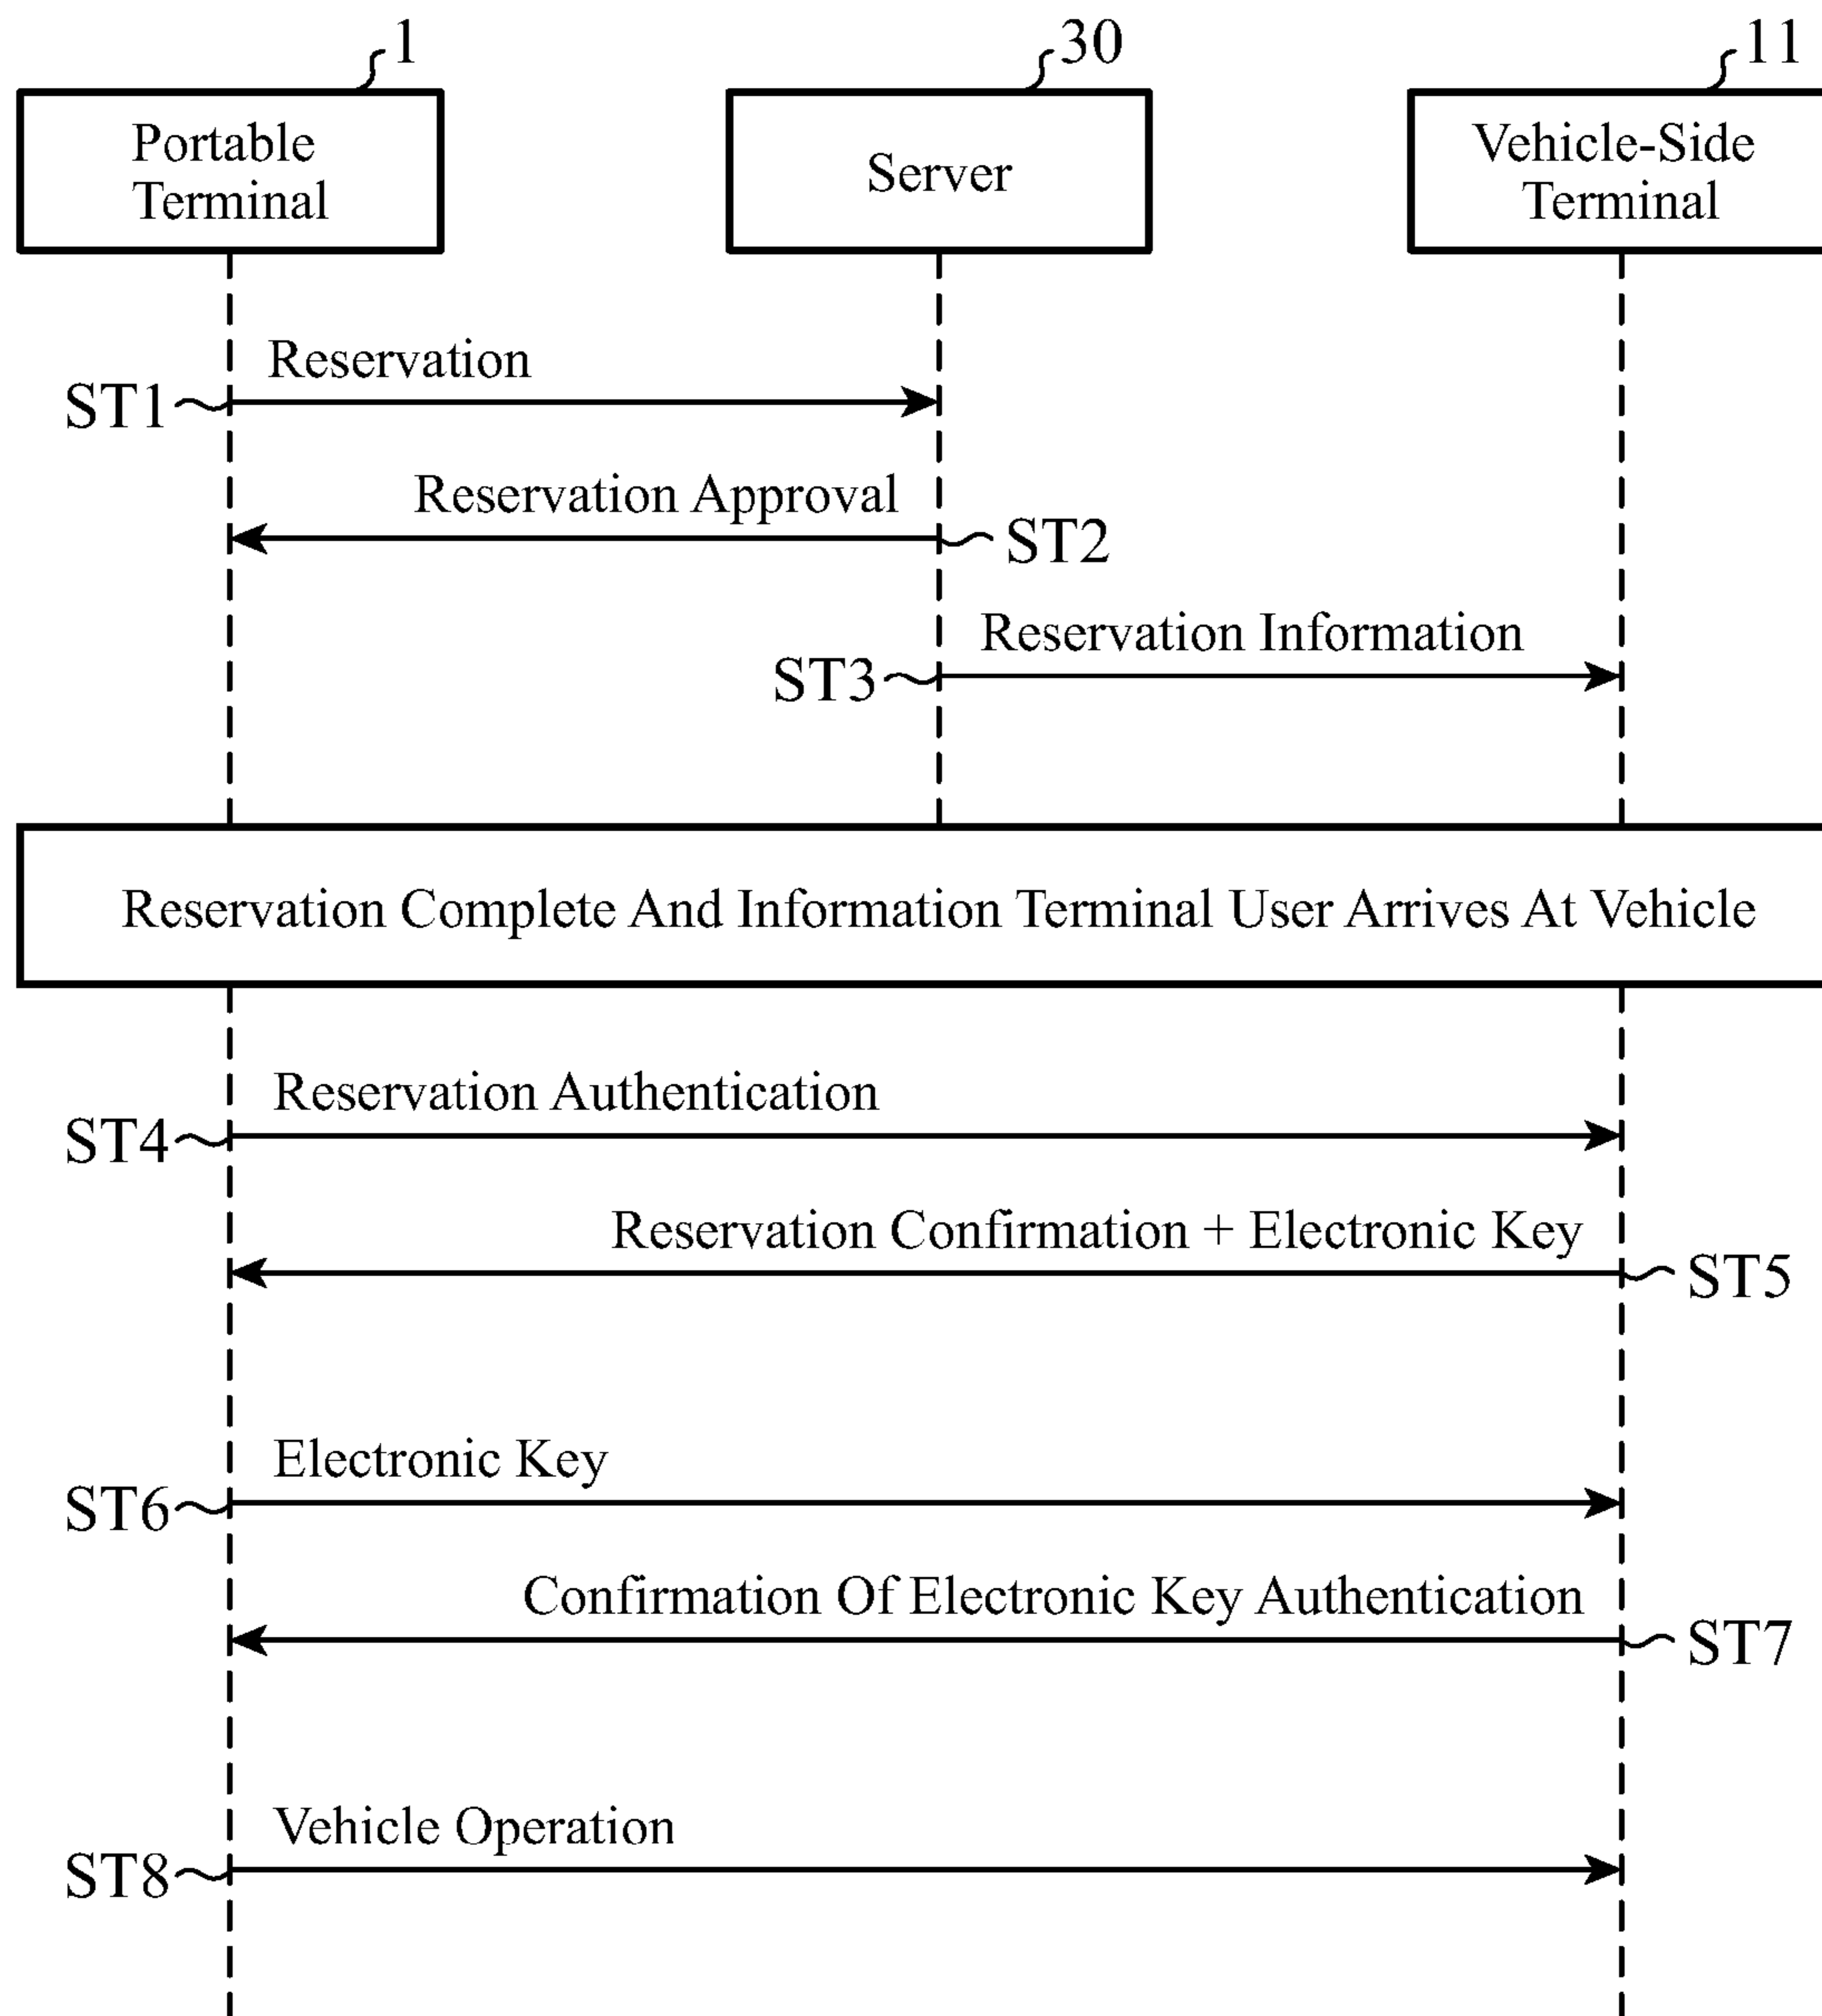 1
30
11
Portable
Terminal
Server
Vehicle-Side
Terminal
Reservation
ST1
Reservation Approval
ST2
Reservation Information
ST3
Reservation Complete And Information Terminal User Arrives At Vehicle
Reservation Authentication
ST4
Reservation Confirmation + Electronic Key
ST5
Electronic Key
ST6
Confirmation Of Electronic Key Authentication
ST7
Vehicle Operation
ST8